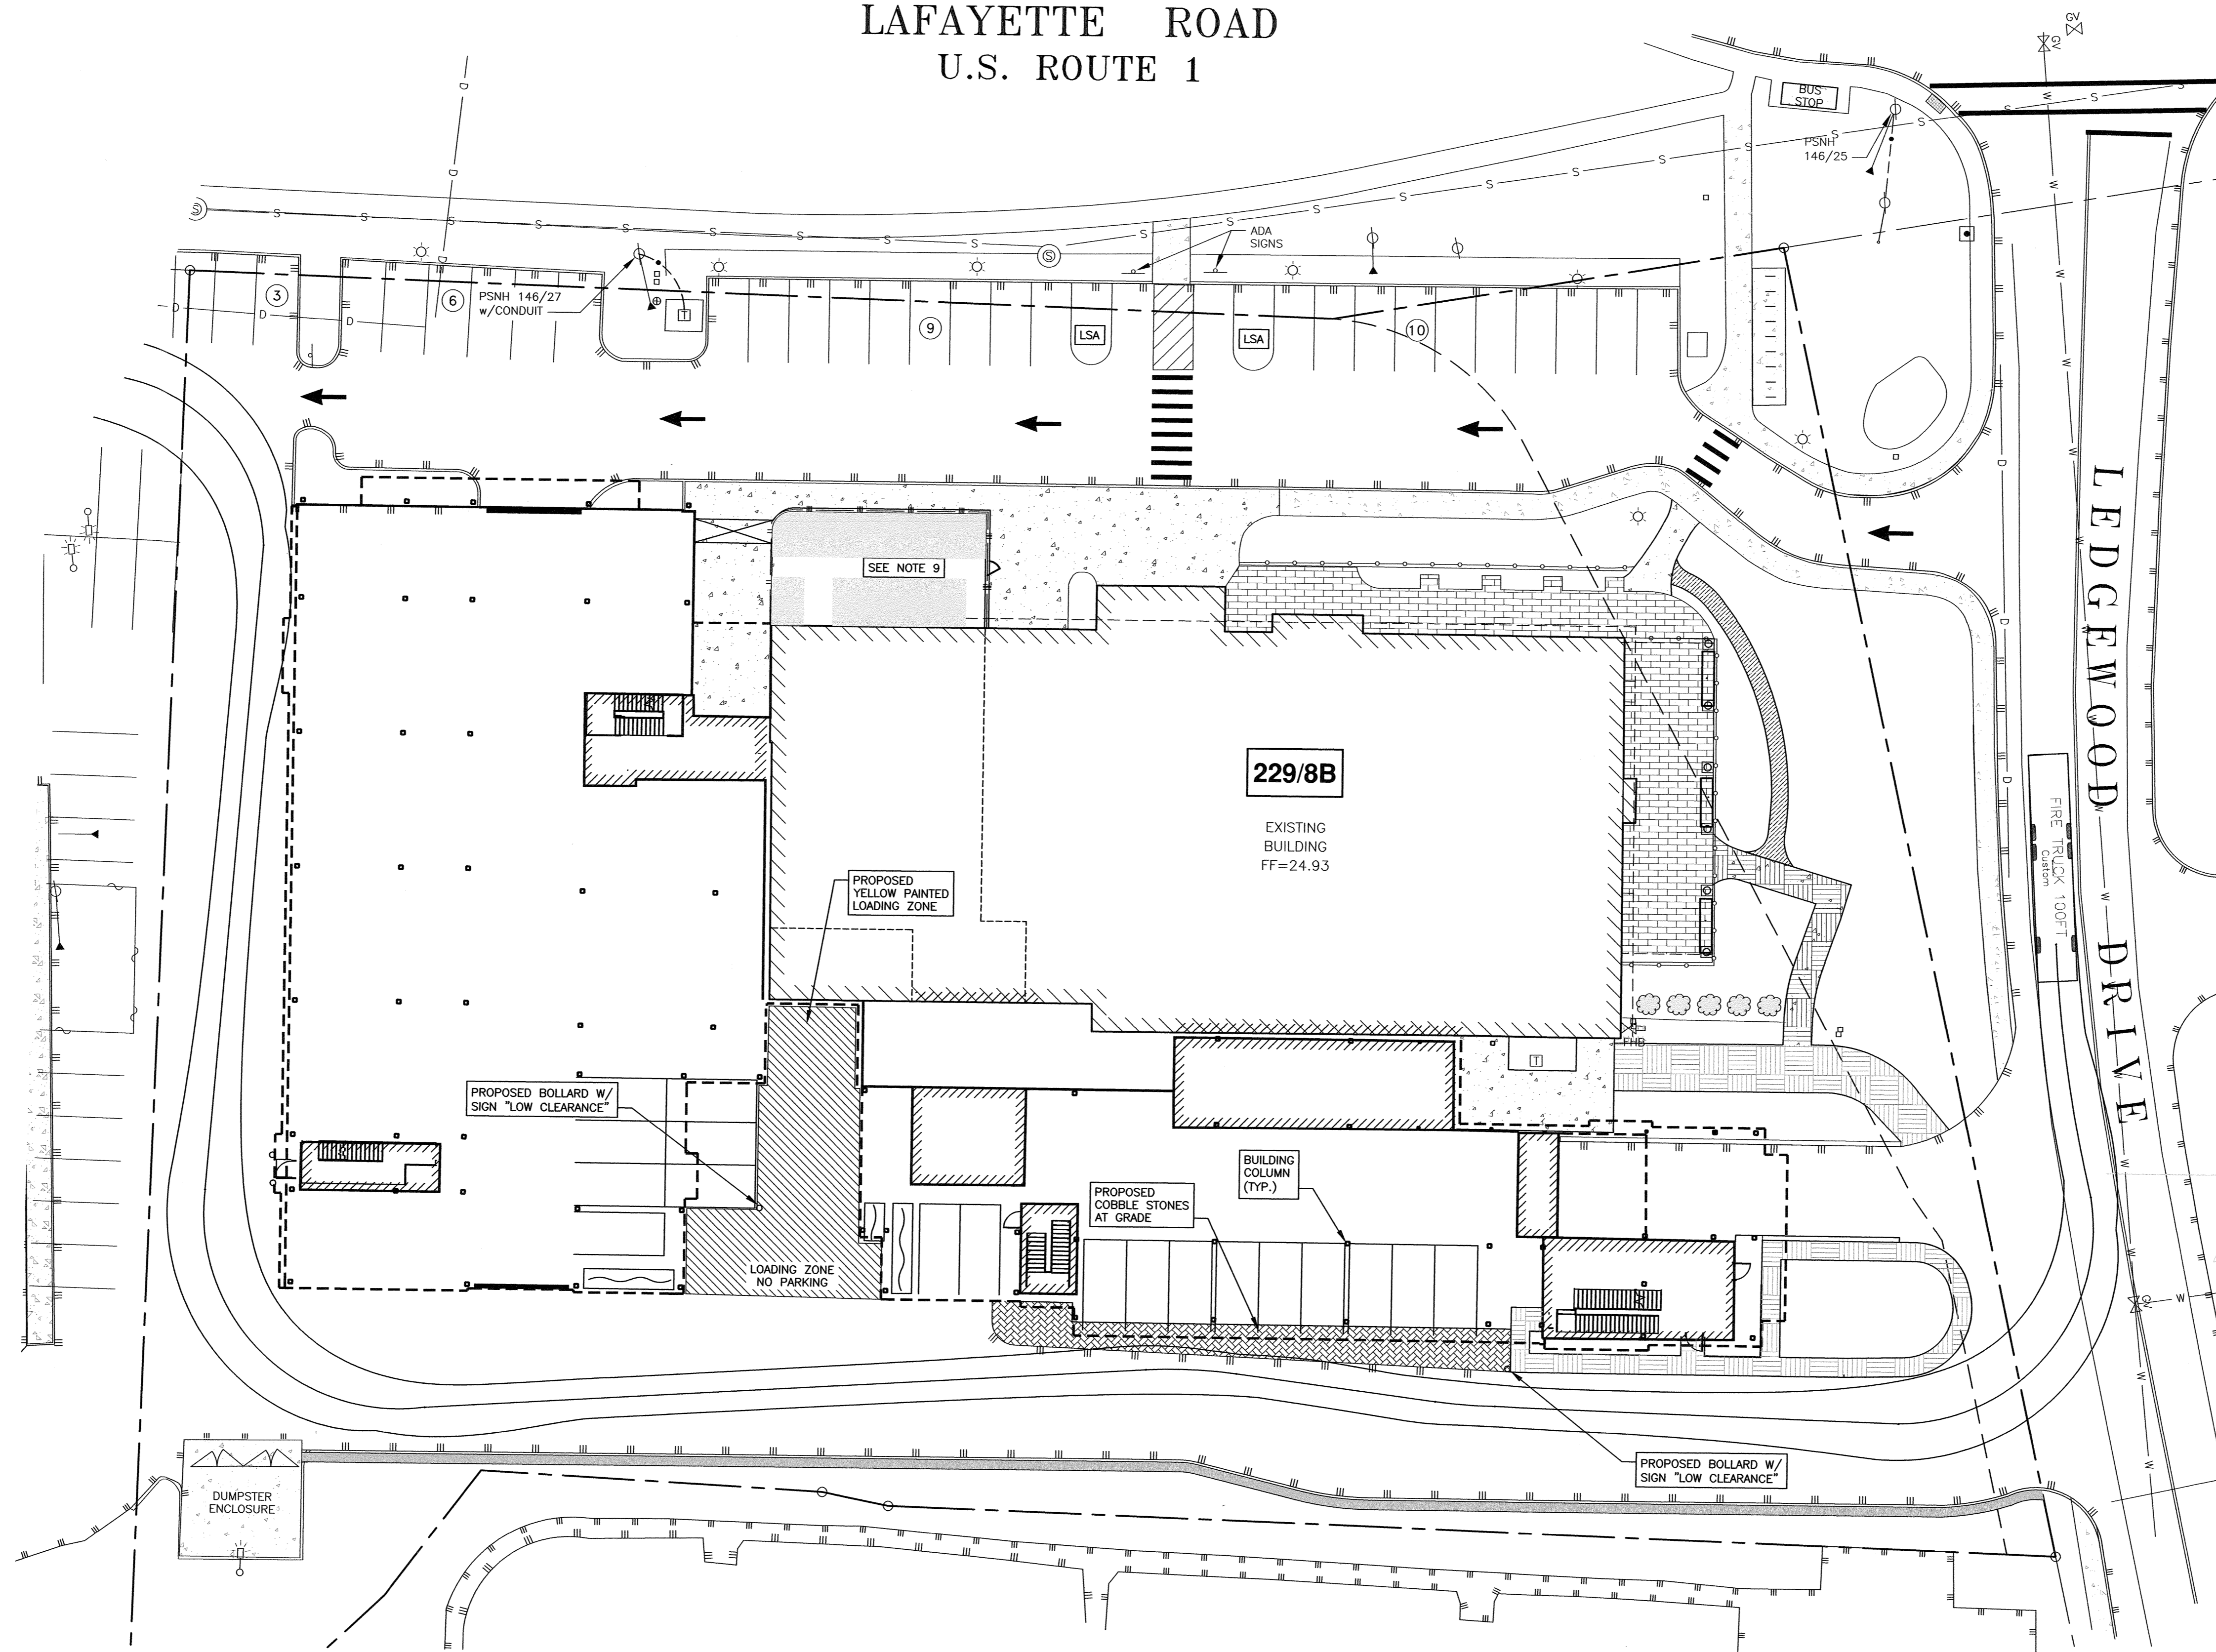 LAFAYETTE ROAD
U.S. ROUTE 1
GV
GV
BUS
STOP
PSNH
146/25
ADA
SIGNS
3
6
PSNH 146/27
w/CONDUIT
T
9
LSA
LSA
10
SEE NOTE 9
LEDGEWOOD DRIVE
229/8B
EXISTING
BUILDING
FF=24.93
FIRE TRUCK 100FT
Custom
PROPOSED
YELLOW PAINTED
LOADING ZONE
FHB
T
PROPOSED BOLLARD W/
SIGN "LOW CLEARANCE"
BUILDING
COLUMN
(TYP.)
PROPOSED
COBBLE STONES
AT GRADE
LOADING ZONE
NO PARKING
GV
PROPOSED BOLLARD W/
SIGN "LOW CLEARANCE"
DUMPSTER
ENCLOSURE